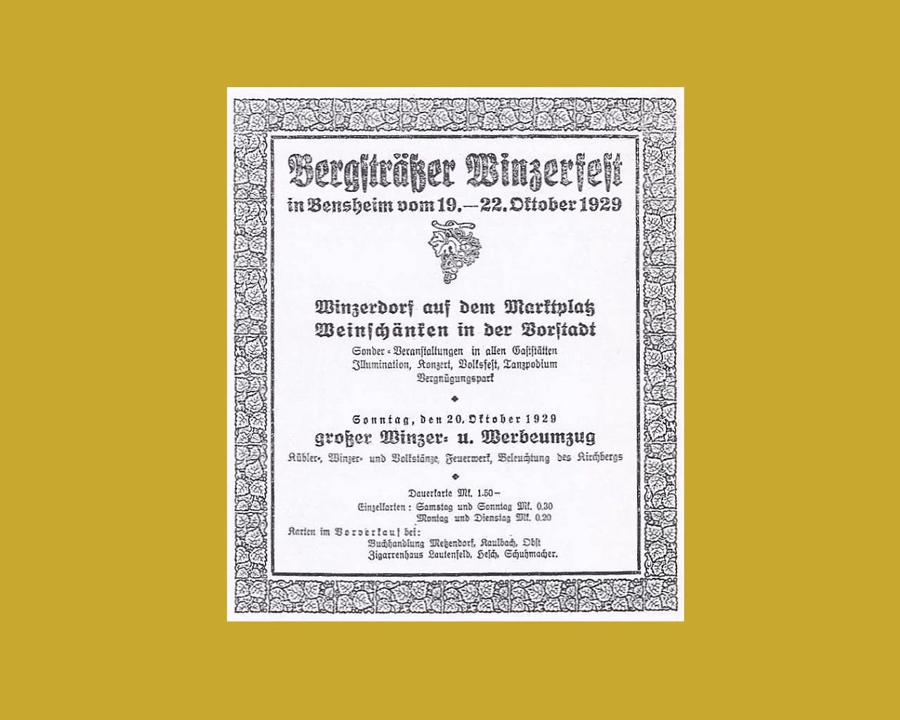 Bergsträßer Winzerfest
in Bensheim vom 19.—22. Oktober 1929
Winzerdorf auf dem Marktplatz
Weinschänken in der Vorstadt
Sonder-Veranstaltungen in allen Gaststätten
Illumination, Konzert, Volksfest, Tanzpodium
Vergnügungspark
Sonntag, den 20. Oktober 1929
großer Winzer- u. Werbeumzug
Kübler-, Winzer- und Volkstänze, Feuerwerk, Beleuchtung des Kirchbergs
Dauerkarte Mk. 1.50—
Einzelkarten: Samstag und Sonntag Mk. 0.30
Montag und Dienstag Mk. 0.20
Karten im Vorverkauf bei:
Buchhandlung Metzendorf, Kaulbach, Obst
Zigarrenhaus Lautenfeld, Hesch, Schuhmacher.